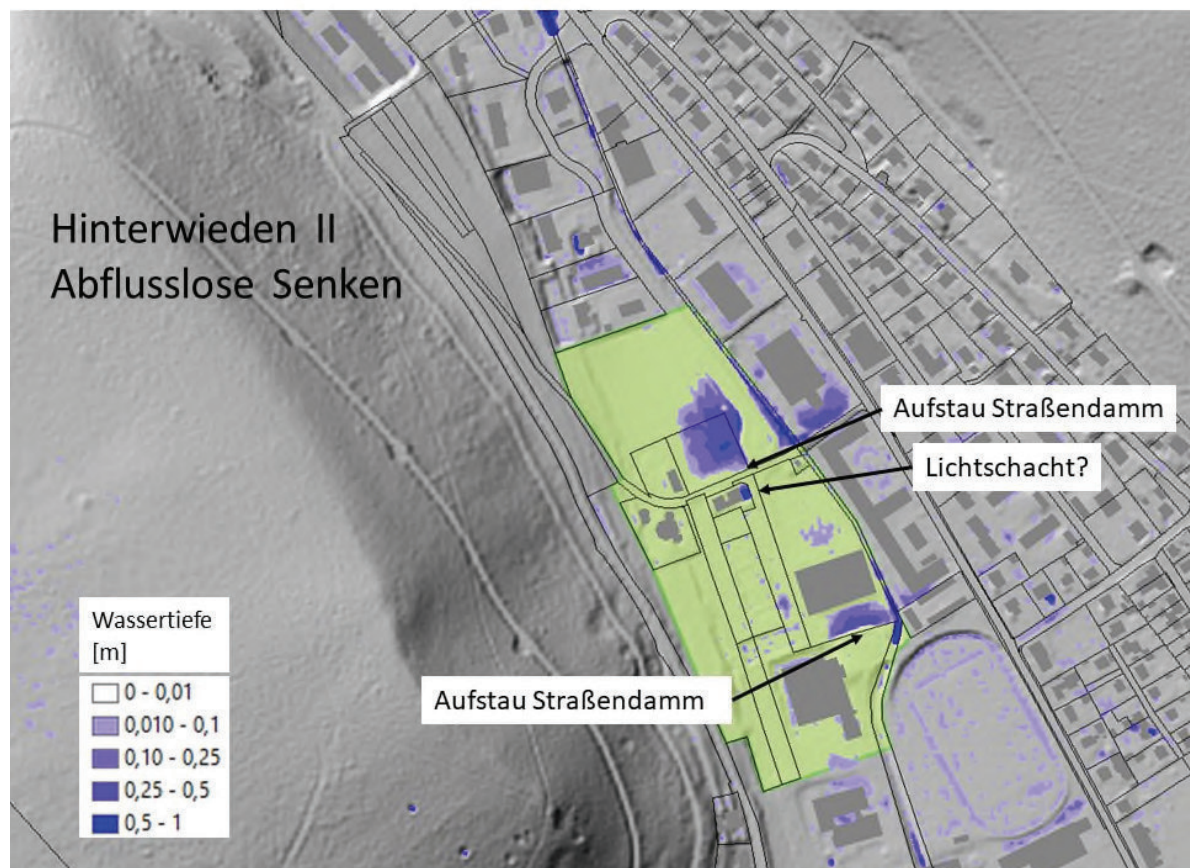 Hinterwieden II
Abflusslose Senken
Aufstau Straßendamm
Lichtschacht?
Aufstau Straßendamm
Wassertiefe
[m]
0 - 0,01
0,010 - 0,1
0,10 - 0,25
0,25 - 0,5
0,5 - 1